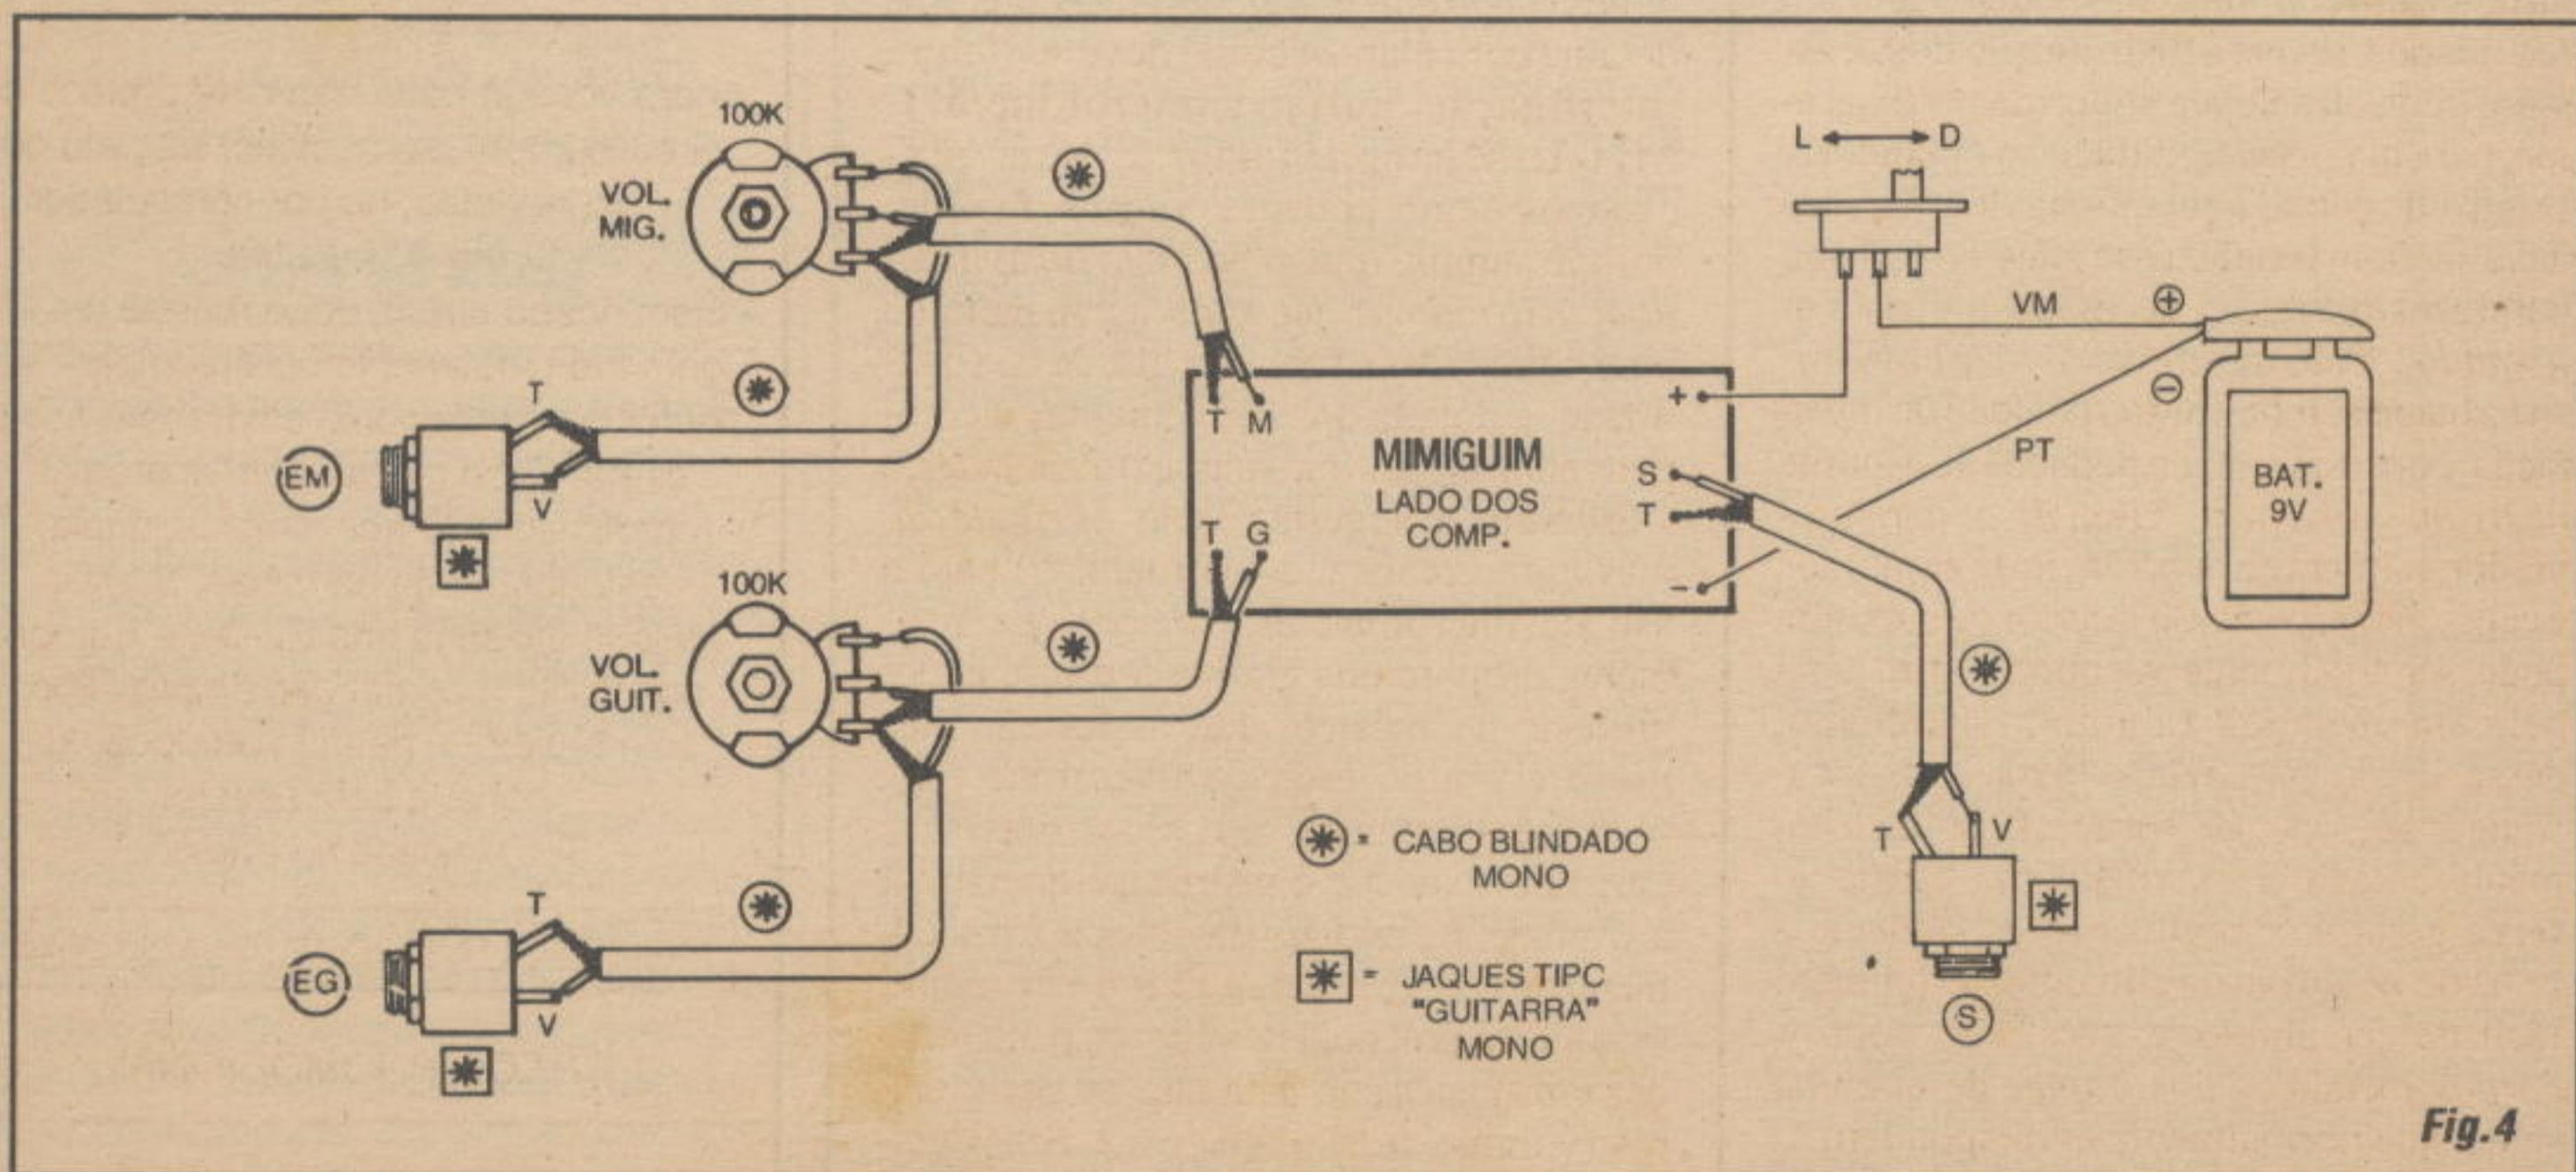 100K
VOL.
MIG.
L D
VM
⊕
⊖
PT
BAT.
9V
T
EM
V
T M
+
MIMIGUIM
LADO DOS
COMP.
S
T
T G
-
100K
VOL.
GUIT.
T
EG
V
= CABO BLINDADO
MONO
= JAQUES TIPC
"GUITARRA"
MONO
T V
S
Fig.4